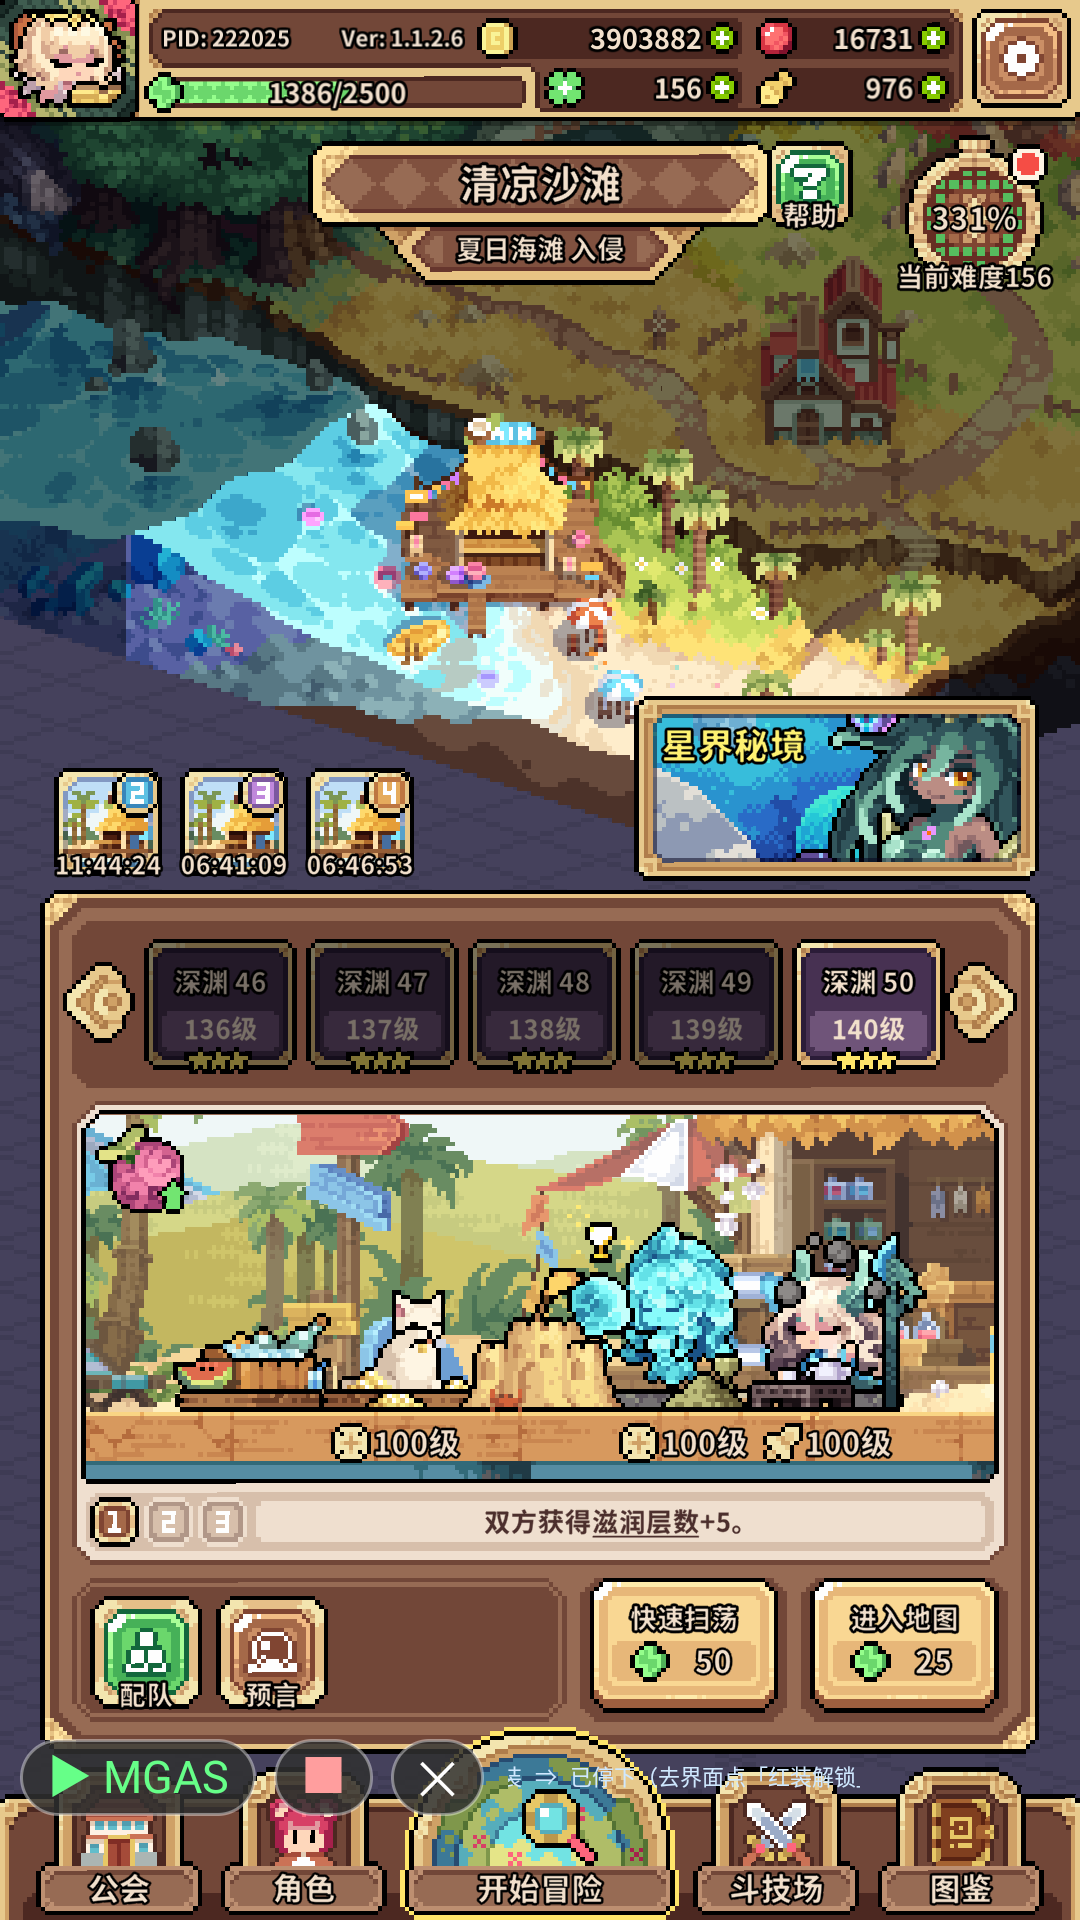 PID: 222025
Ver: 1.1.2.6
3903882
16731
1386/2500
156
976
清凉沙滩
帮助
夏日海滩 入侵
331%
当前难度156
星界秘境
2
3
4
11:44:24
06:41:09
06:46:53
深渊 46
深渊 47
深渊 48
深渊 49
深渊 50
136级
137级
138级
139级
140级
100级
100级
100级
1
2
3
双方获得滋润层数+5。
快速扫荡
进入地图
50
25
配队
预言
MGAS
⇒ 已停下 (去界面点「红装解锁
公会
角色
开始冒险
斗技场
图鉴